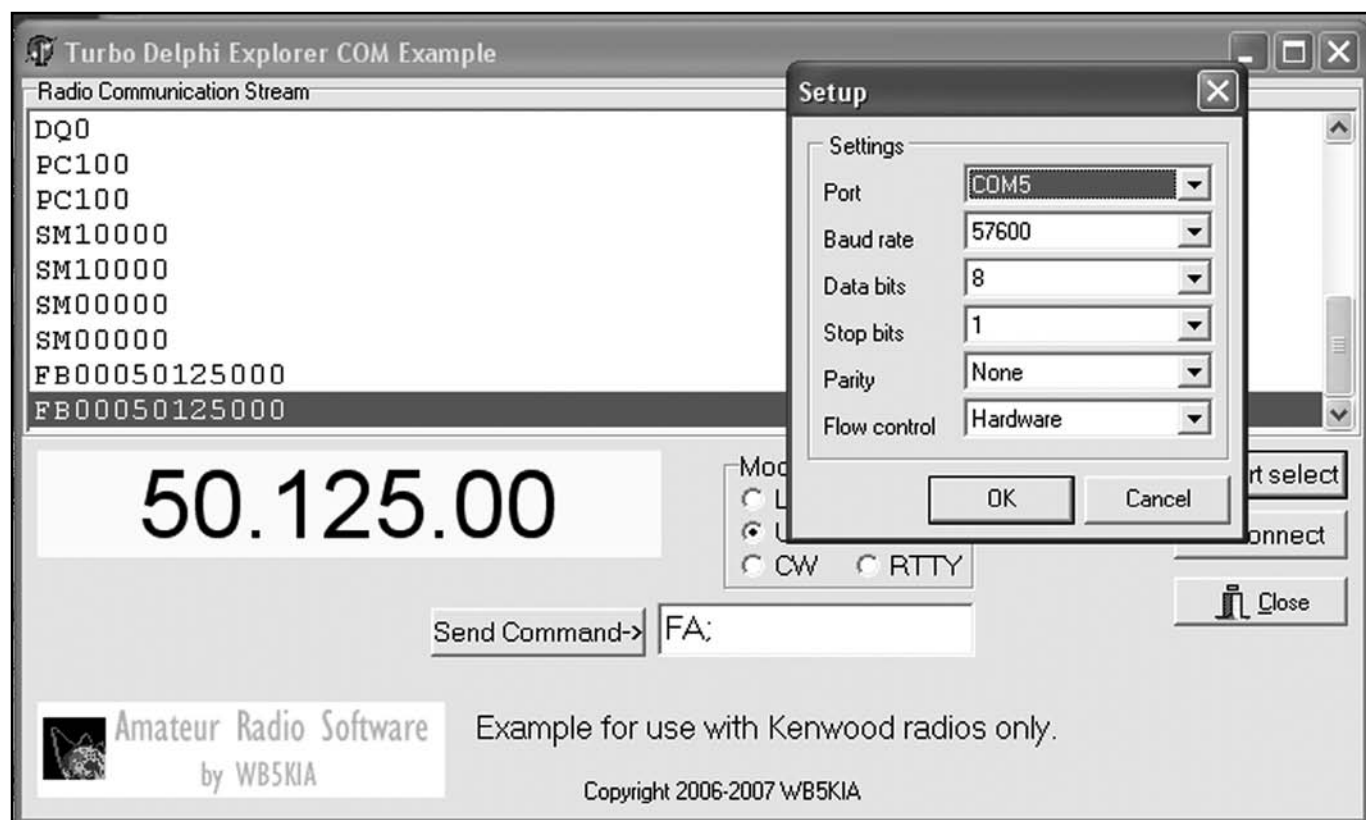 Turbo Delphi Explorer COM Example
Radio Communication Stream
DQ0
PC100
PC100
SM10000
SM10000
SM00000
SM00000
FB00050125000
FB00050125000
Setup
Settings
Port COM5
Baud rate 57600
Data bits 8
Stop bits 1
Parity None
Flow control Hardware
OK Cancel
50.125.00
CW RTTY
select
Close
Send Command-> FA;
Amateur Radio Software
by WB5KIA
Example for use with Kenwood radios only.
Copyright 2006-2007 WB5KIA